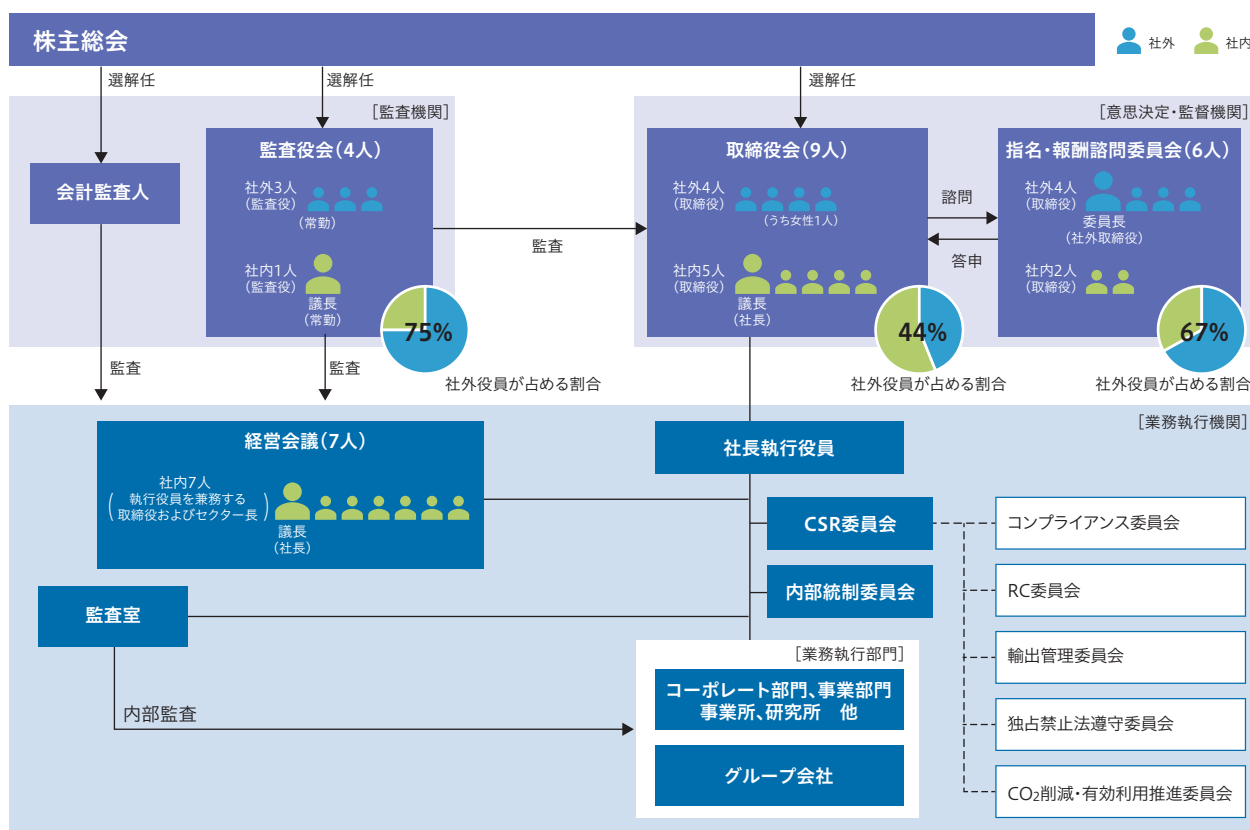 株主総会
社外
社内
選解任
選解任
選解任
[監査機関]
[意思決定・監督機関]
会計監査人
監査役会(4人)
社外3人
(監査役)
(常勤)
社内1人
(監査役)
議長
(常勤)
75%
社外役員が占める割合
監査
取締役会(9人)
社外4人
(取締役)
(うち女性1人)
社内5人
(取締役)
議長
(社長)
44%
社外役員が占める割合
諮問
答申
指名・報酬諮問委員会(6人)
社外4人
(取締役)
委員長
(社外取締役)
社内2人
(取締役)
67%
社外役員が占める割合
監査
監査
[業務執行機関]
経営会議(7人)
社内7人
(執行役員を兼務する
取締役およびセクター長)
議長
(社長)
社長執行役員
CSR委員会
内部統制委員会
コンプライアンス委員会
RC委員会
輸出管理委員会
独占禁止法遵守委員会
CO2削減・有効利用推進委員会
監査室
内部監査
[業務執行部門]
コーポレート部門、事業部門
事業所、研究所 他
グループ会社